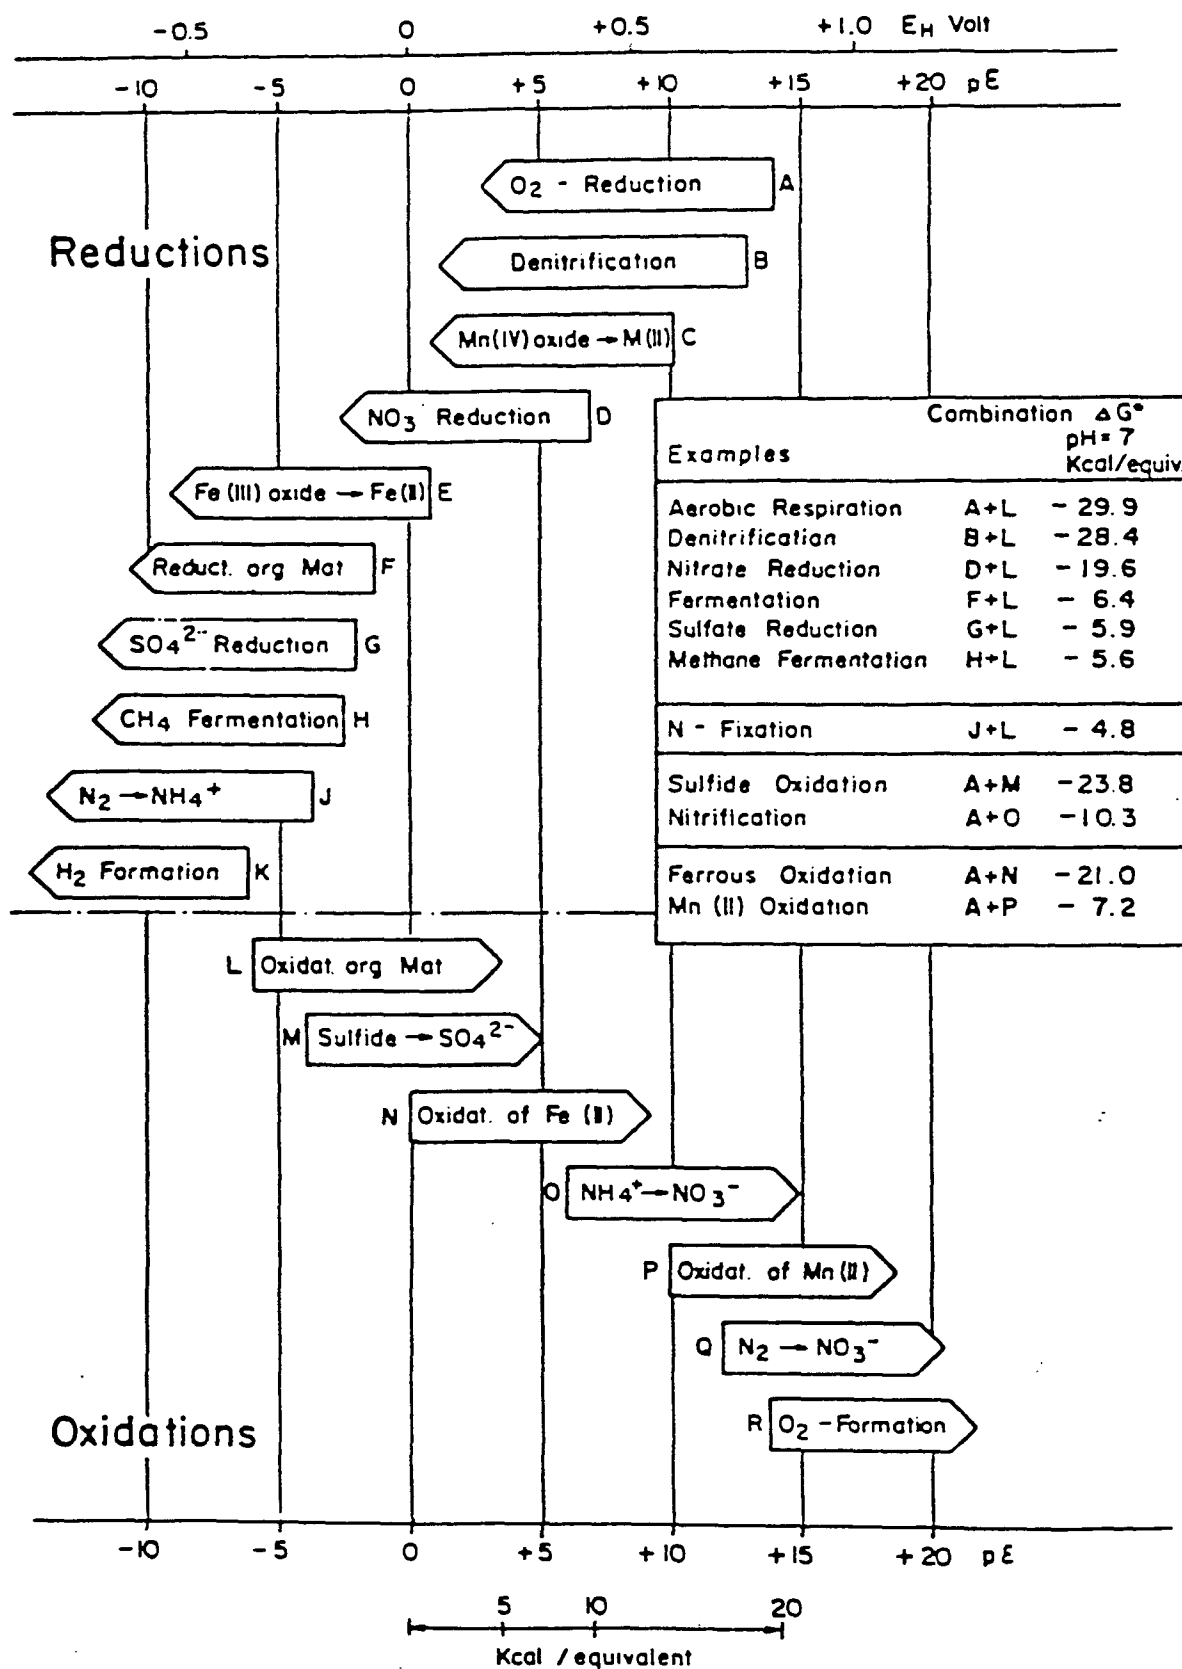 -0.5 0 +0.5 +1.0 EH Volt
-10 -5 0 +5 +10 +15 +20 pE
O2 - Reduction A
Reductions
Denitrification B
Mn(IV) oxide → M(II) C
NO3 Reduction D
Fe(III) oxide → Fe(II) E
Reduct. org Mat F
SO4²⁻ Reduction G
CH4 Fermentation H
N2 → NH4⁺ J
H2 Formation K
Combination ΔG°
pH = 7
Examples Kcal/equiv.
Aerobic Respiration A+L - 29.9
Denitrification B+L - 28.4
Nitrate Reduction D+L - 19.6
Fermentation F+L - 6.4
Sulfate Reduction G+L - 5.9
Methane Fermentation H+L - 5.6
N - Fixation J+L - 4.8
Sulfide Oxidation A+M -23.8
Nitrification A+O -10.3
Ferrous Oxidation A+N -21.0
Mn (II) Oxidation A+P - 7.2
L Oxidat. org Mat
M Sulfide → SO4²⁻
N Oxidat. of Fe (II)
O NH4⁺ → NO3⁻
P Oxidat. of Mn (II)
Q N2 → NO3⁻
R O2 - Formation
Oxidations
-10 -5 0 +5 +10 +15 +20 pE
5 10 20
Kcal / equivalent